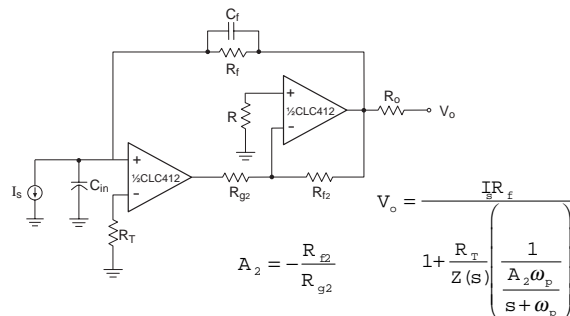 C_f
R_f
+
-
½CLC412
R
R_o
V_o
+
-
½CLC412
R_g2
R_f2
I_s
C_in
R_T
A_2 = - R_f2 / R_g2
V_o = I_s R_f / (1 + R_T / Z(s) (1 / (A_2 ω_p / (s + ω_p))))